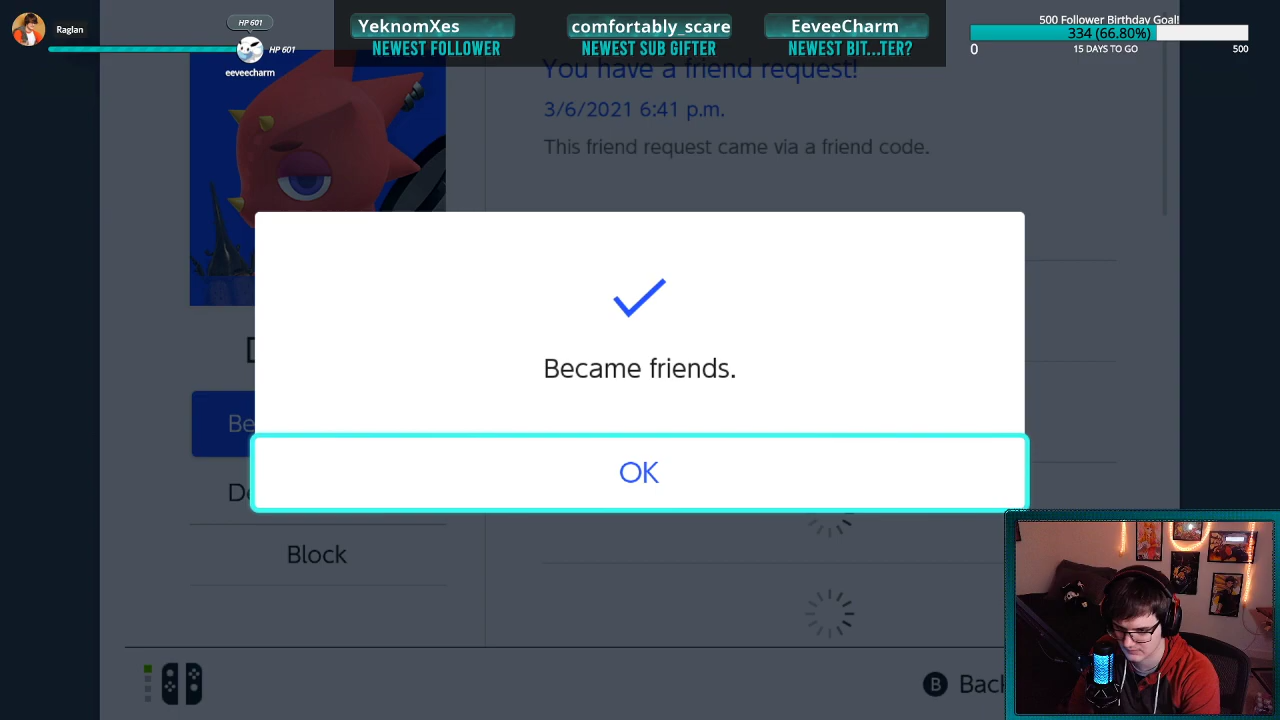 Raglan
HP 601
HP 601
eeveecharm
YeknomXes
NEWEST FOLLOWER
comfortably_scare
NEWEST SUB GIFTER
EeveeCharm
NEWEST BIT...TER?
500 Follower Birthday Goal!
334 (66.80%)
0
15 DAYS TO GO
500
You have a friend request!
3/6/2021 6:41 p.m.
This friend request came via a friend code.
Became friends.
OK
Block
B
Back